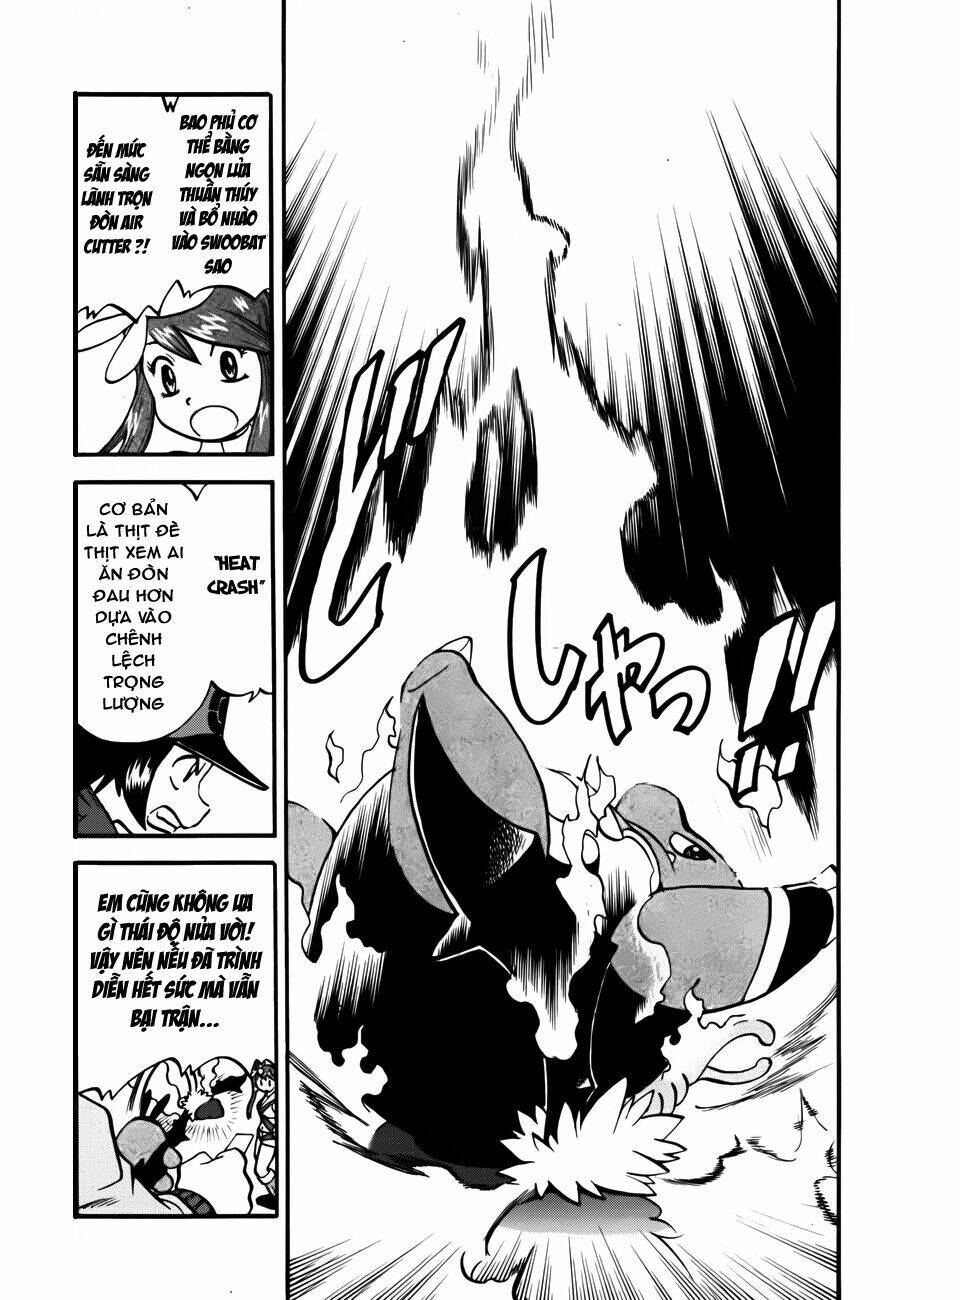 BAO PHỦ CƠ
THỂ BẰNG
NGỌN LỬA
THUẦN THÚY
VÀ BỔ NHÀO
VÀO SWOOBAT
SAO
ĐẾN MỨC
SẴN SÀNG
LÃNH TRỌN
ĐÒN AIR
CUTTER ?!
"HEAT
CRASH"
CƠ BẢN
LÀ THỊT ĐÈ
THỊT XEM AI
ĂN ĐÒN
ĐAU HƠN
DỰA VÀO
CHÊNH
LỆCH
TRỌNG
LƯỢNG
EM CŨNG KHÔNG ƯA
GÌ THÁI ĐỘ NỬA VỜI!
VẬY NÊN NẾU ĐÃ TRÌNH
DIỄN HẾT SỨC MÀ VẪN
BẠI TRẬN...
ビジ
しゃっ!!